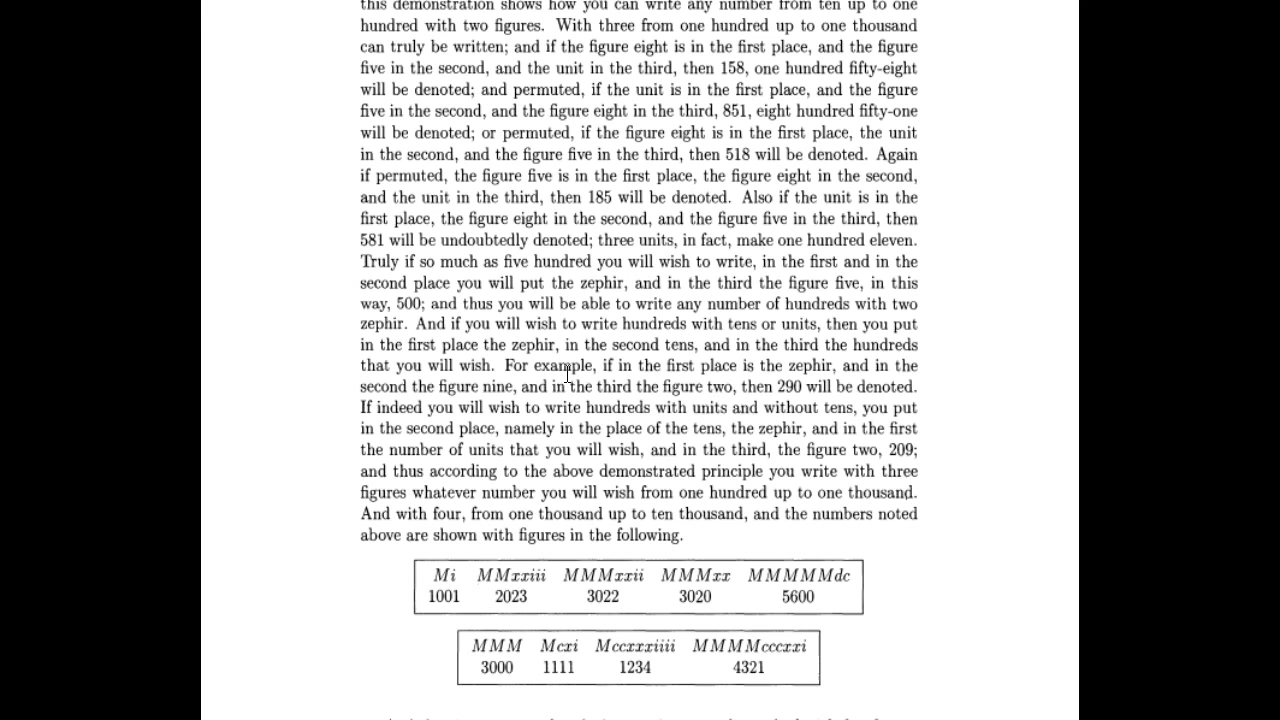 this demonstration shows how you can write any number from ten up to one
hundred with two figures. With three from one hundred up to one thousand
can truly be written; and if the figure eight is in the first place, and the figure
five in the second, and the unit in the third, then 158, one hundred fifty-eight
will be denoted; and permuted, if the unit is in the first place, and the figure
five in the second, and the figure eight in the third, 851, eight hundred fifty-one
will be denoted; or permuted, if the figure eight is in the first place, the unit
in the second, and the figure five in the third, then 518 will be denoted. Again
if permuted, the figure five is in the first place, the figure eight in the second,
and the unit in the third, then 185 will be denoted. Also if the unit is in the
first place, the figure eight in the second, and the figure five in the third, then
581 will be undoubtedly denoted; three units, in fact, make one hundred eleven.
Truly if so much as five hundred you will wish to write, in the first and in the
second place you will put the zephir, and in the third the figure five, in this
way, 500; and thus you will be able to write any number of hundreds with two
zephir. And if you will wish to write hundreds with tens or units, then you put
in the first place the zephir, in the second tens, and in the third the hundreds
that you will wish. For example, if in the first place is the zephir, and in the
second the figure nine, and in the third the figure two, then 290 will be denoted.
If indeed you will wish to write hundreds with units and without tens, you put
in the second place, namely in the place of the tens, the zephir, and in the first
the number of units that you will wish, and in the third, the figure two, 209;
and thus according to the above demonstrated principle you write with three
figures whatever number you will wish from one hundred up to one thousand.
And with four, from one thousand up to ten thousand, and the numbers noted
above are shown with figures in the following.
Mi MMxxiii MMMxxii MMMxx MMMMMdc
1001 2023 3022 3020 5600
MMM Mcxi Mccxxxiiii MMMMcccxxi
3000 1111 1234 4321